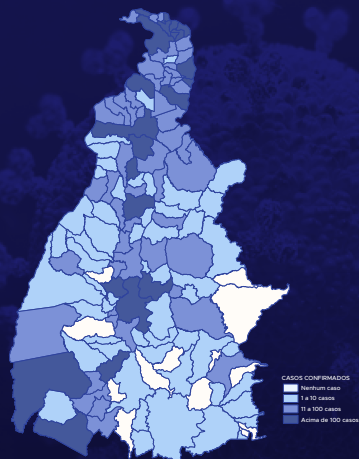 CASOS CONFIRMADOS
Nenhum caso
1 a 10 casos
11 a 100 casos
Acima de 100 casos